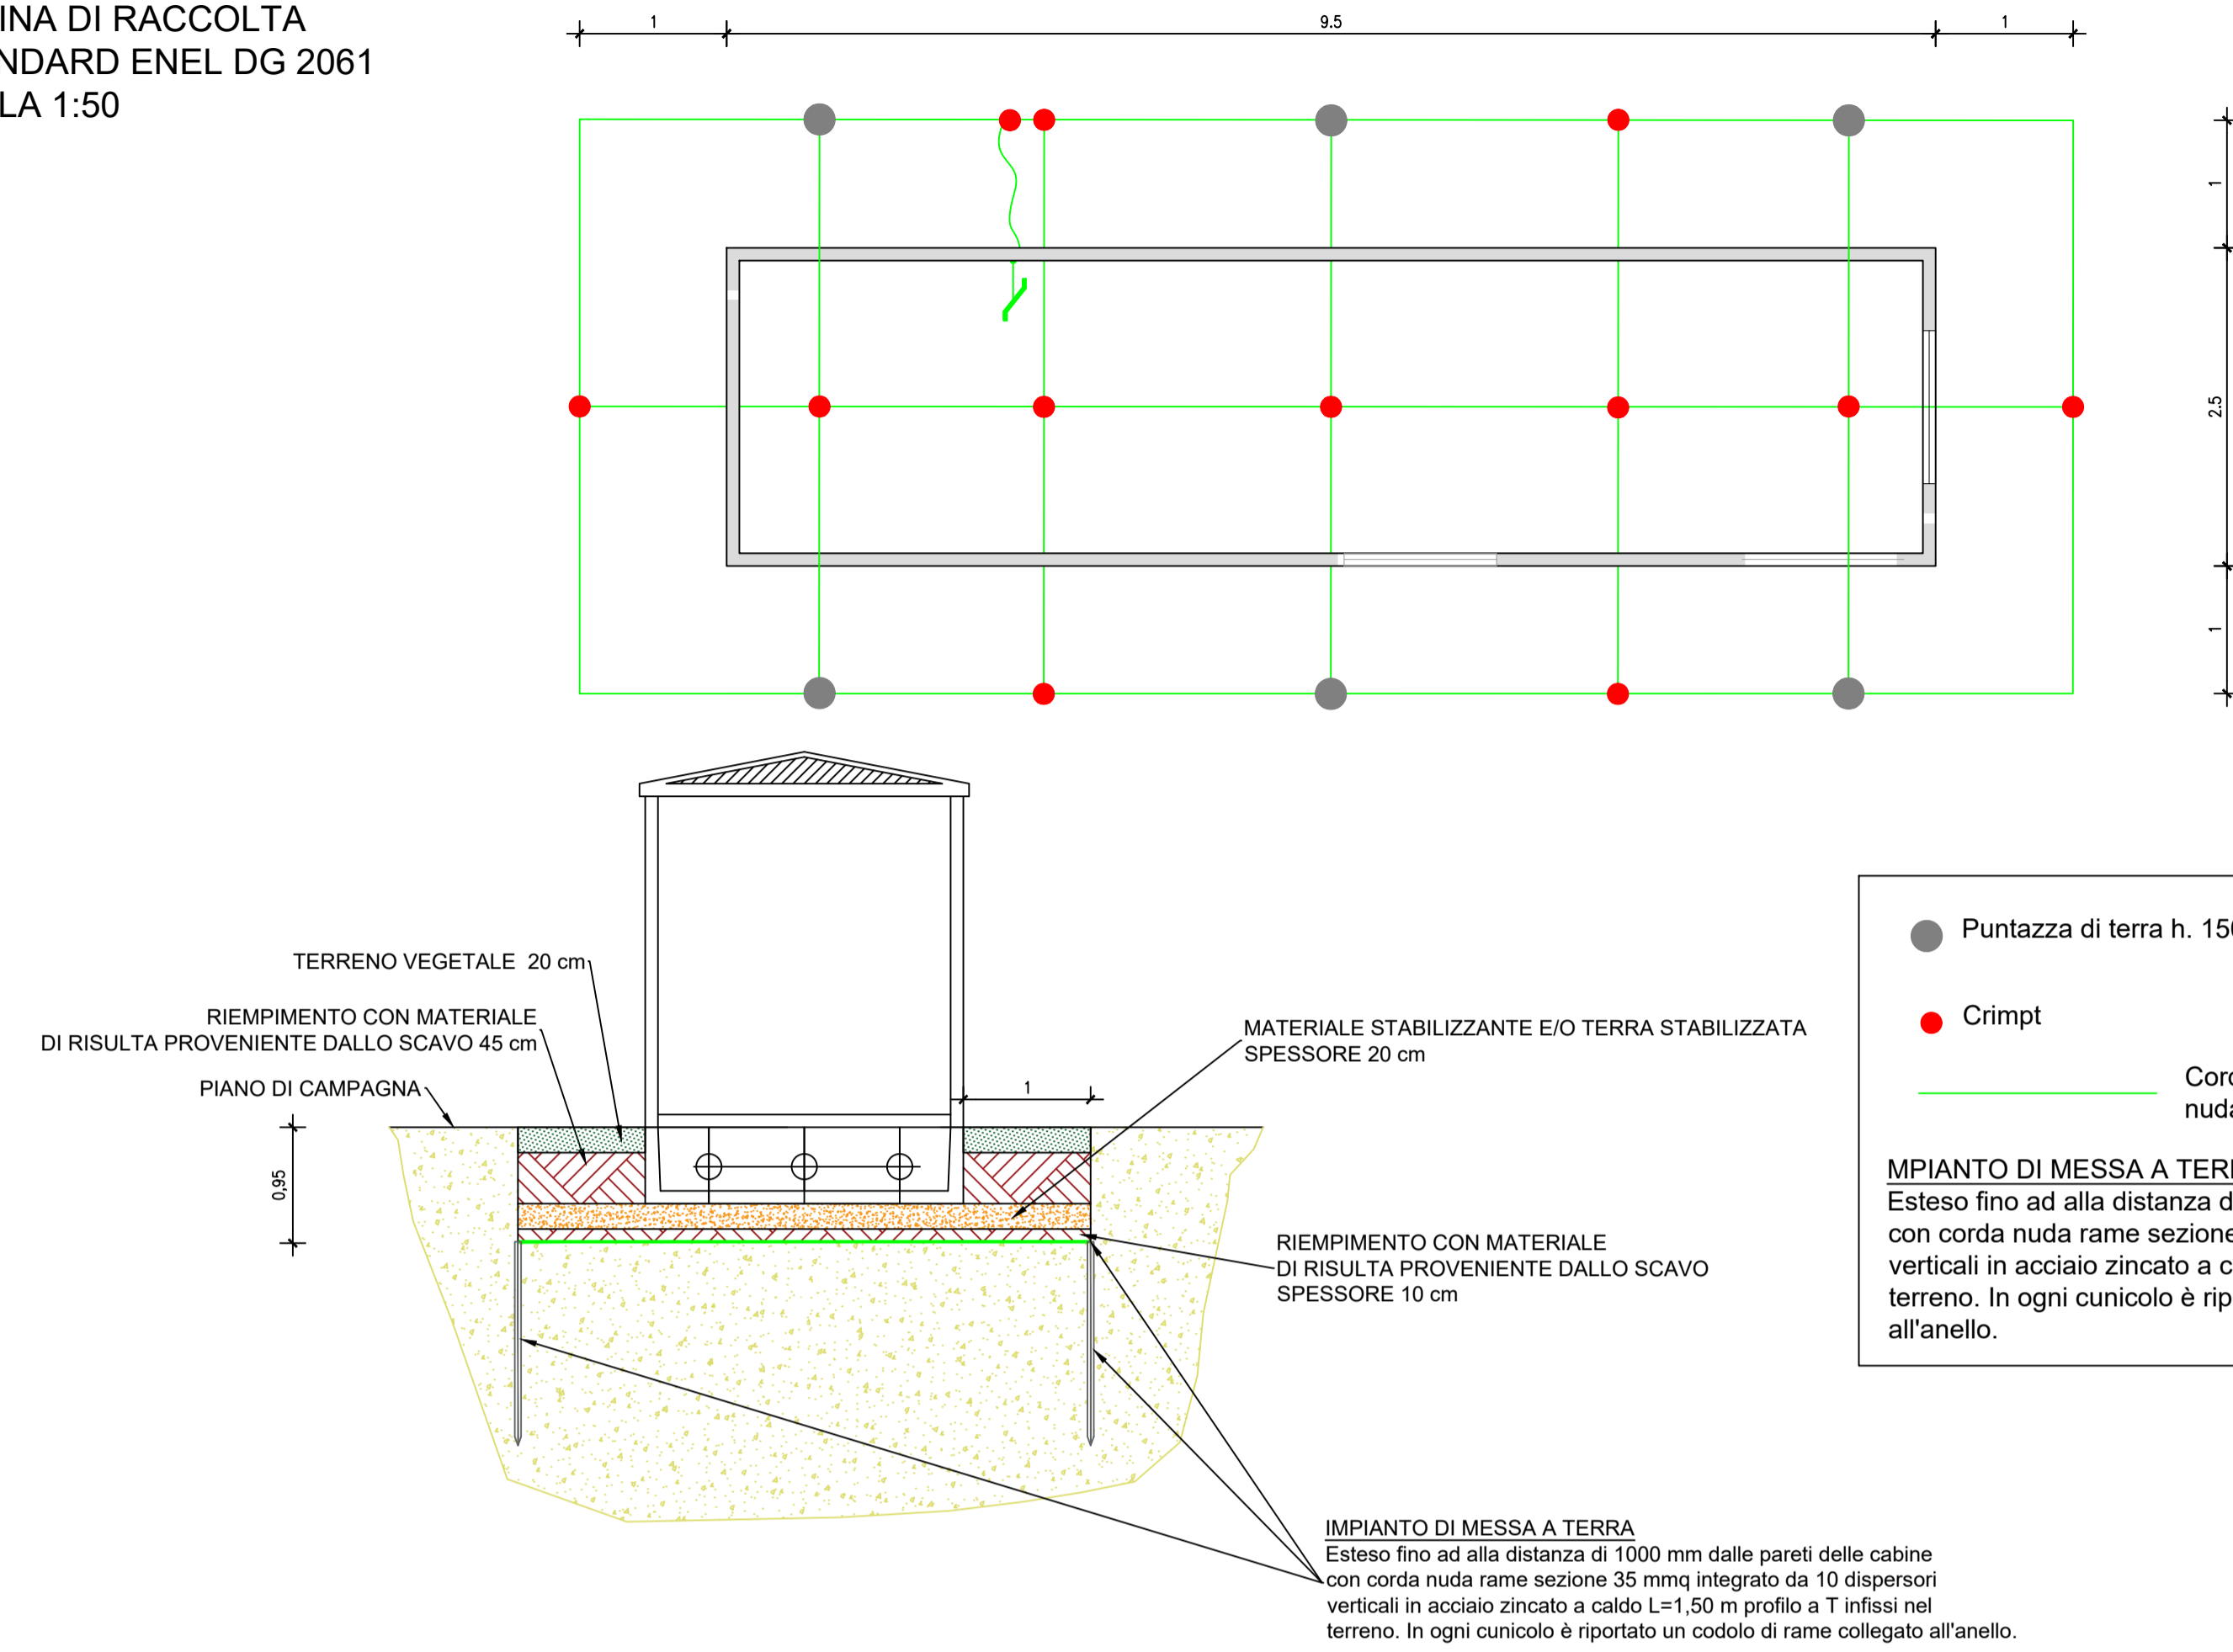 INA DI RACCOLTA
NDARD ENEL DG 2061
LA 1:50
1
9.5
1
1
2.5
1
TERRENO VEGETALE 20 cm
RIEMPIMENTO CON MATERIALE
DI RISULTA PROVENIENTE DALLO SCAVO 45 cm
PIANO DI CAMPAGNA
0,95
1
MATERIALE STABILIZZANTE E/O TERRA STABILIZZATA
SPESSORE 20 cm
RIEMPIMENTO CON MATERIALE
DI RISULTA PROVENIENTE DALLO SCAVO
SPESSORE 10 cm
Puntazza di terra h. 150
Crimpt
Cord
nuda
MPIANTO DI MESSA A TERR
Esteso fino ad alla distanza d
con corda nuda rame sezione
verticali in acciaio zincato a c
terreno. In ogni cunicolo è rip
all'anello.
IMPIANTO DI MESSA A TERRA
Esteso fino ad alla distanza di 1000 mm dalle pareti delle cabine
con corda nuda rame sezione 35 mmq integrato da 10 dispersori
verticali in acciaio zincato a caldo L=1,50 m profilo a T infissi nel
terreno. In ogni cunicolo è riportato un codolo di rame collegato all'anello.